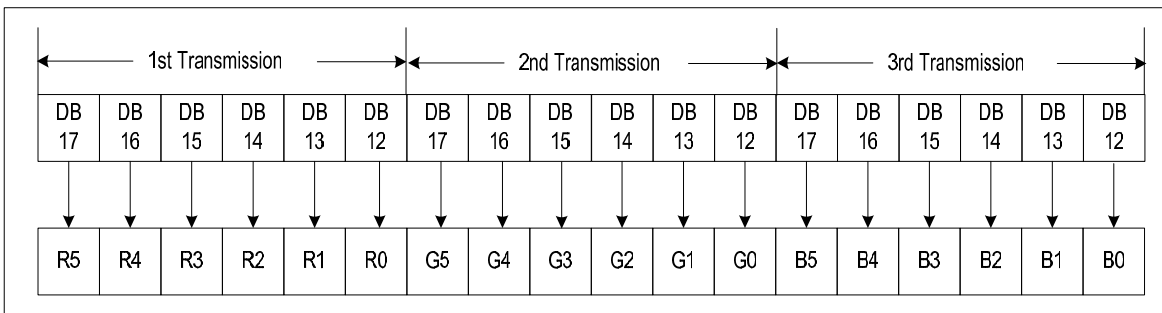 1st Transmission 2nd Transmission 3rd Transmission
DB 17 DB 16 DB 15 DB 14 DB 13 DB 12 DB 17 DB 16 DB 15 DB 14 DB 13 DB 12 DB 17 DB 16 DB 15 DB 14 DB 13 DB 12
R5 R4 R3 R2 R1 R0 G5 G4 G3 G2 G1 G0 B5 B4 B3 B2 B1 B0